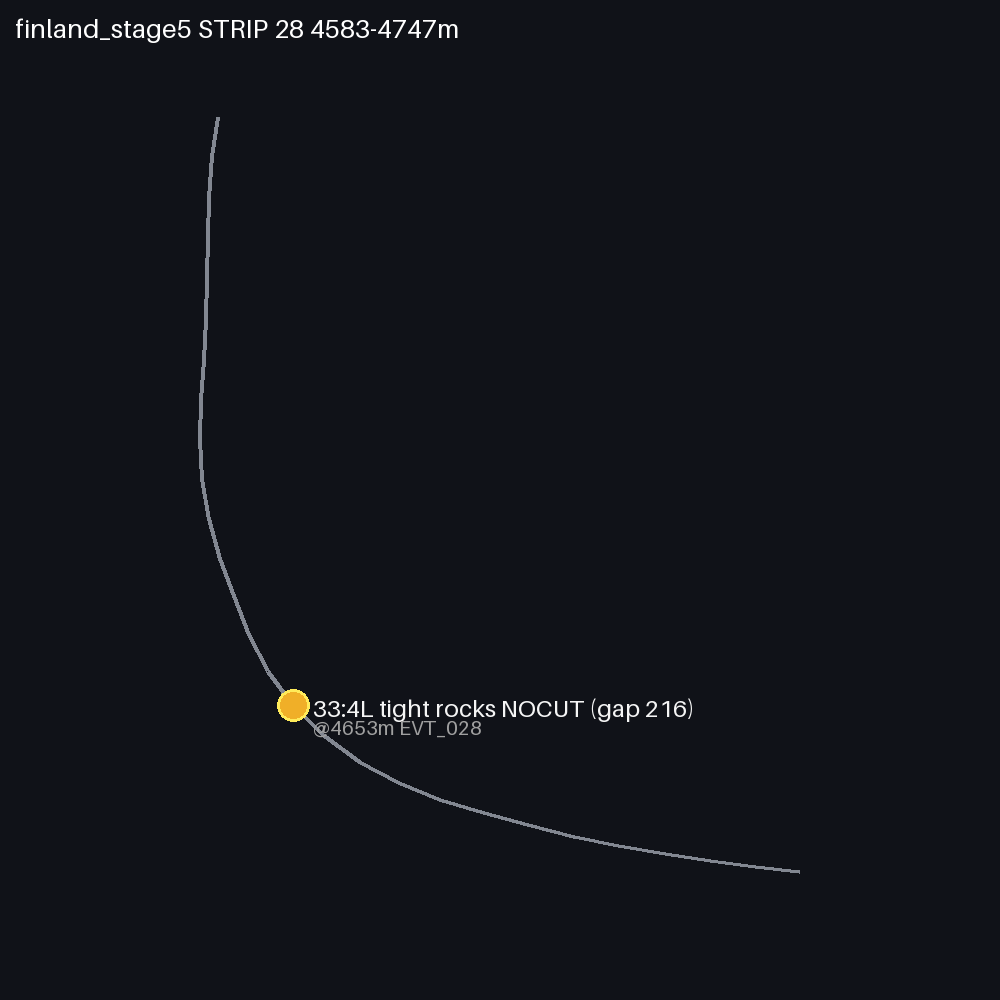 finland_stage5 STRIP 28 4583-4747m
33:4L tight rocks NOCUT (gap 216)
@4653m EVT_028